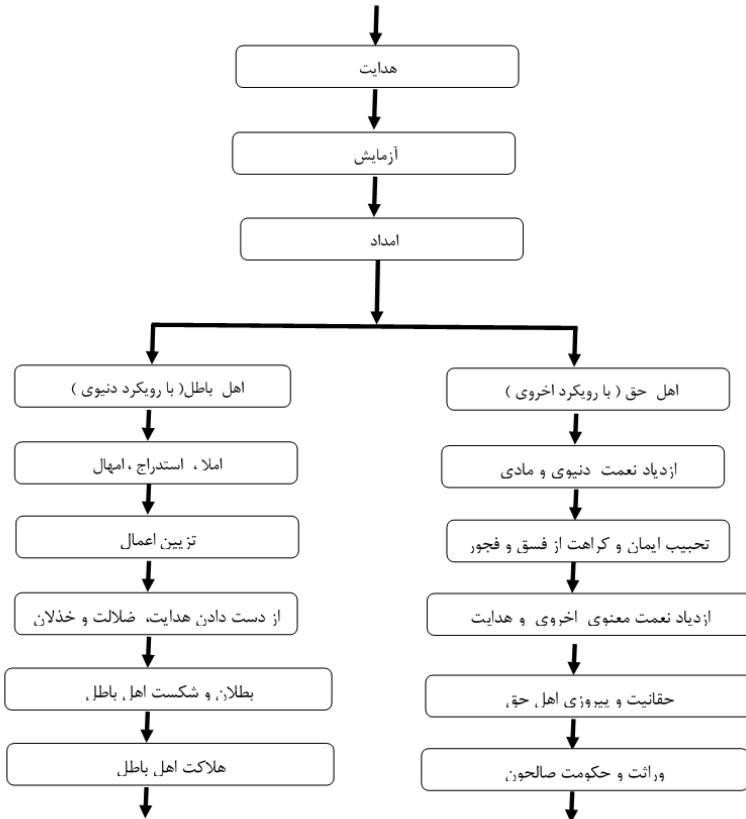 هدایت
آزمایش
امداد
اهل حق ( با رویکرد اخروی )
ازدیاد نعمت دنیوی و مادی
تحبیب ایمان و کراهت از فسق و فجور
ازدیاد نعمت معنوی اخروی و هدایت
حقانیت و پیروزی اهل حق
وراثت و حکومت صالحون
اهل باطل( با رویکرد دنیوی )
املا ، استدراج ، امهال
تزیین اعمال
از دست دادن هدایت، ضلالت و خذلان
بطلان و شکست اهل باطل
هلاکت اهل باطل